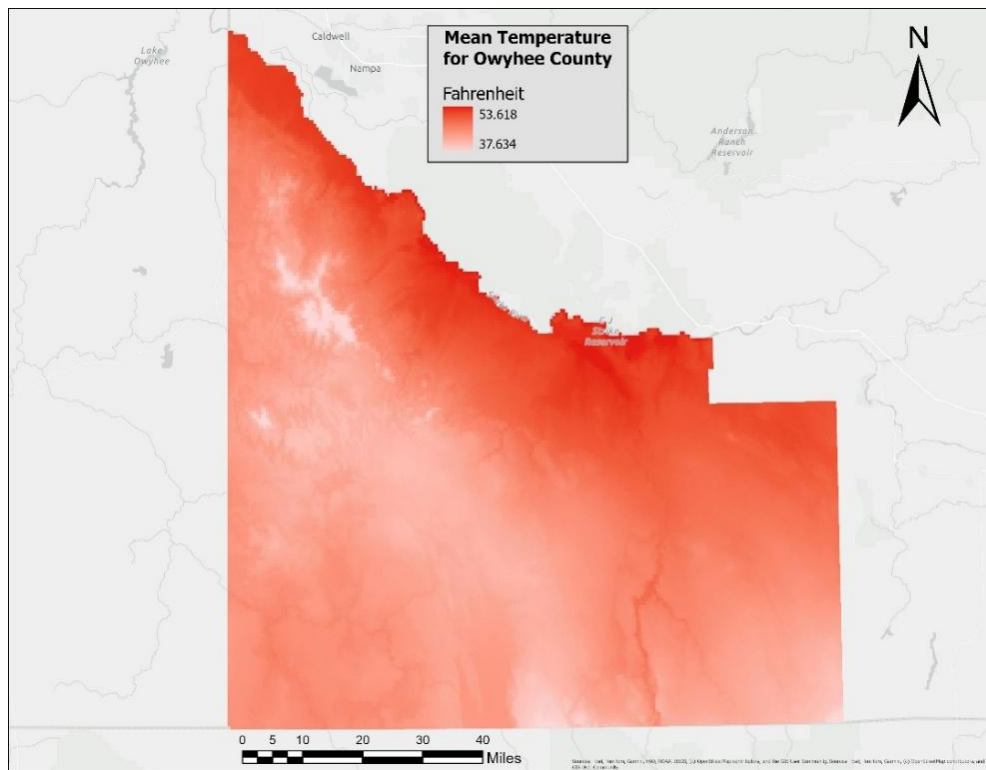 Mean Temperature
for Owyhee County
Fahrenheit
53.618
37.634
N
Lake
Owyhee
Caldwell
Nampa
Anderson
Ranch
Reservoir
C J
Reservoir
0 5 10 20 30 40
Miles